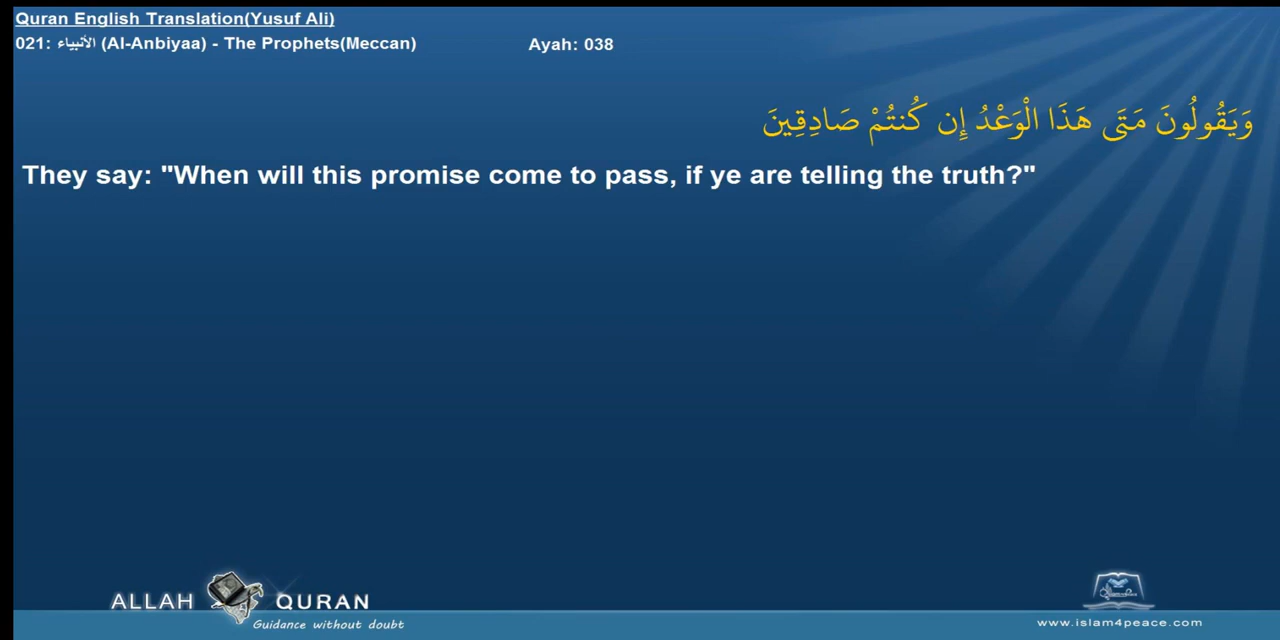 Quran English Translation(Yusuf Ali)
021: الأنبياء (Al-Anbiyaa) - The Prophets(Meccan) Ayah: 038
وَيَقُولُونَ مَتَى هَذَا الْوَعْدُ إِن كُنتُمْ صَادِقِينَ
They say: "When will this promise come to pass, if ye are telling the truth?"
ALLAH QURAN
Guidance without doubt
www.islam4peace.com